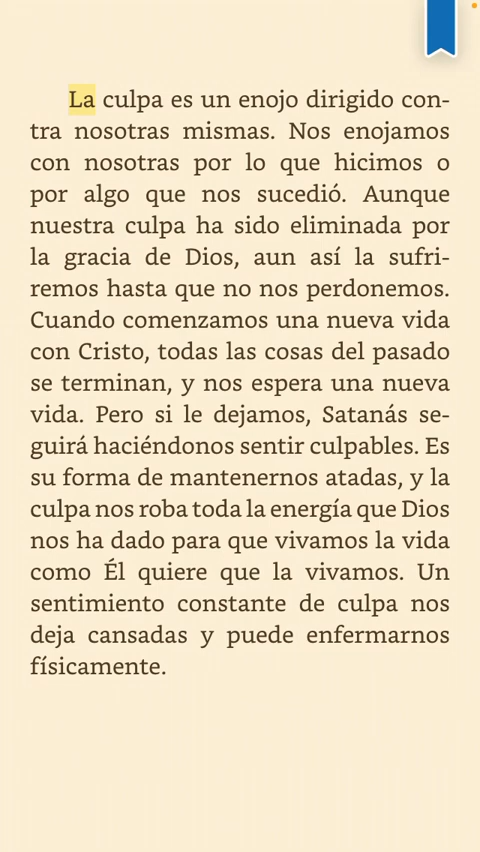 La culpa es un enojo dirigido con-
tra nosotras mismas. Nos enojamos
con nosotras por lo que hicimos o
por algo que nos sucedió. Aunque
nuestra culpa ha sido eliminada por
la gracia de Dios, aun así la sufri-
remos hasta que no nos perdonemos.
Cuando comenzamos una nueva vida
con Cristo, todas las cosas del pasado
se terminan, y nos espera una nueva
vida. Pero si le dejamos, Satanás se-
guirá haciéndonos sentir culpables. Es
su forma de mantenernos atadas, y la
culpa nos roba toda la energía que Dios
nos ha dado para que vivamos la vida
como Él quiere que la vivamos. Un
sentimiento constante de culpa nos
deja cansadas y puede enfermarnos
físicamente.